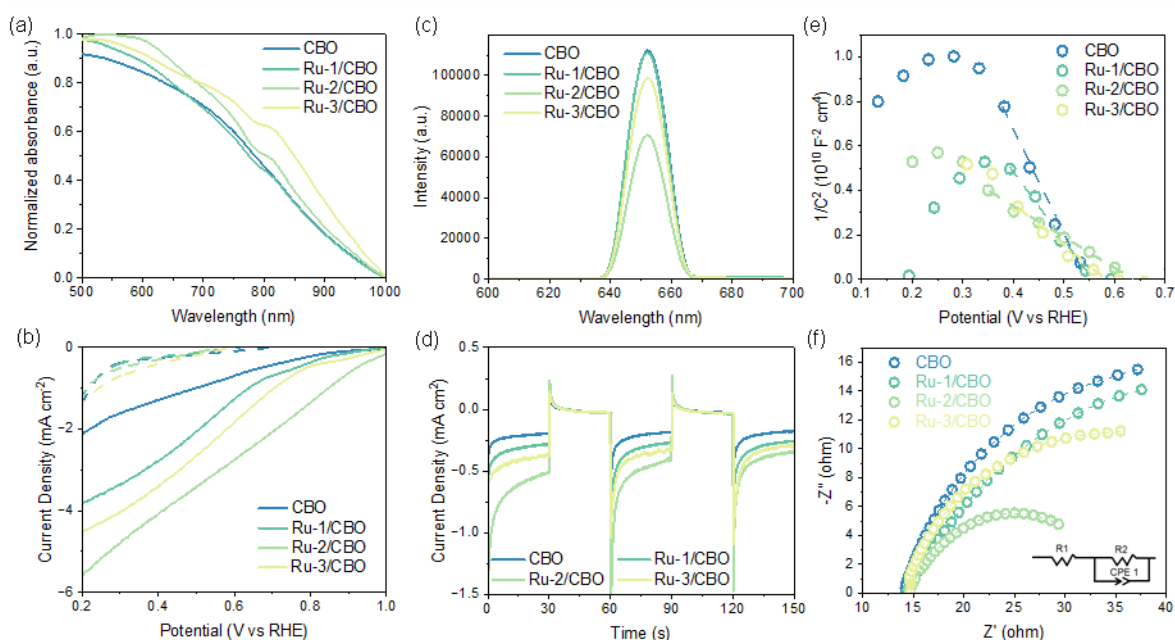 (a)
Normalized absorbance (a.u.)
1.0
0.8
0.6
0.4
0.2
0.0
500 600 700 800 900 1000
Wavelength (nm)
CBO
Ru-1/CBO
Ru-2/CBO
Ru-3/CBO
(c)
Intensity (a.u.)
100000
80000
60000
40000
20000
0
600 620 640 660 680 700
Wavelength (nm)
CBO
Ru-1/CBO
Ru-2/CBO
Ru-3/CBO
(e)
1/C² (10¹⁰ F⁻² cm⁴)
1.0
0.8
0.6
0.4
0.2
0.0
0.1 0.2 0.3 0.4 0.5 0.6 0.7
Potential (V vs RHE)
CBO
Ru-1/CBO
Ru-2/CBO
Ru-3/CBO
(b)
Current Density (mA cm⁻²)
0
−2
−4
−6
0.2 0.4 0.6 0.8 1.0
Potential (V vs RHE)
CBO
Ru-1/CBO
Ru-2/CBO
Ru-3/CBO
(d)
Current Density (mA cm⁻²)
0.5
0.0
−0.5
−1.0
−1.5
0 30 60 90 120 150
Time (s)
CBO
Ru-1/CBO
Ru-2/CBO
Ru-3/CBO
(f)
-Z'' (ohm)
16
14
12
10
8
6
4
2
0
10 15 20 25 30 35 40
Z' (ohm)
CBO
Ru-1/CBO
Ru-2/CBO
Ru-3/CBO
R1
R2
CPE 1